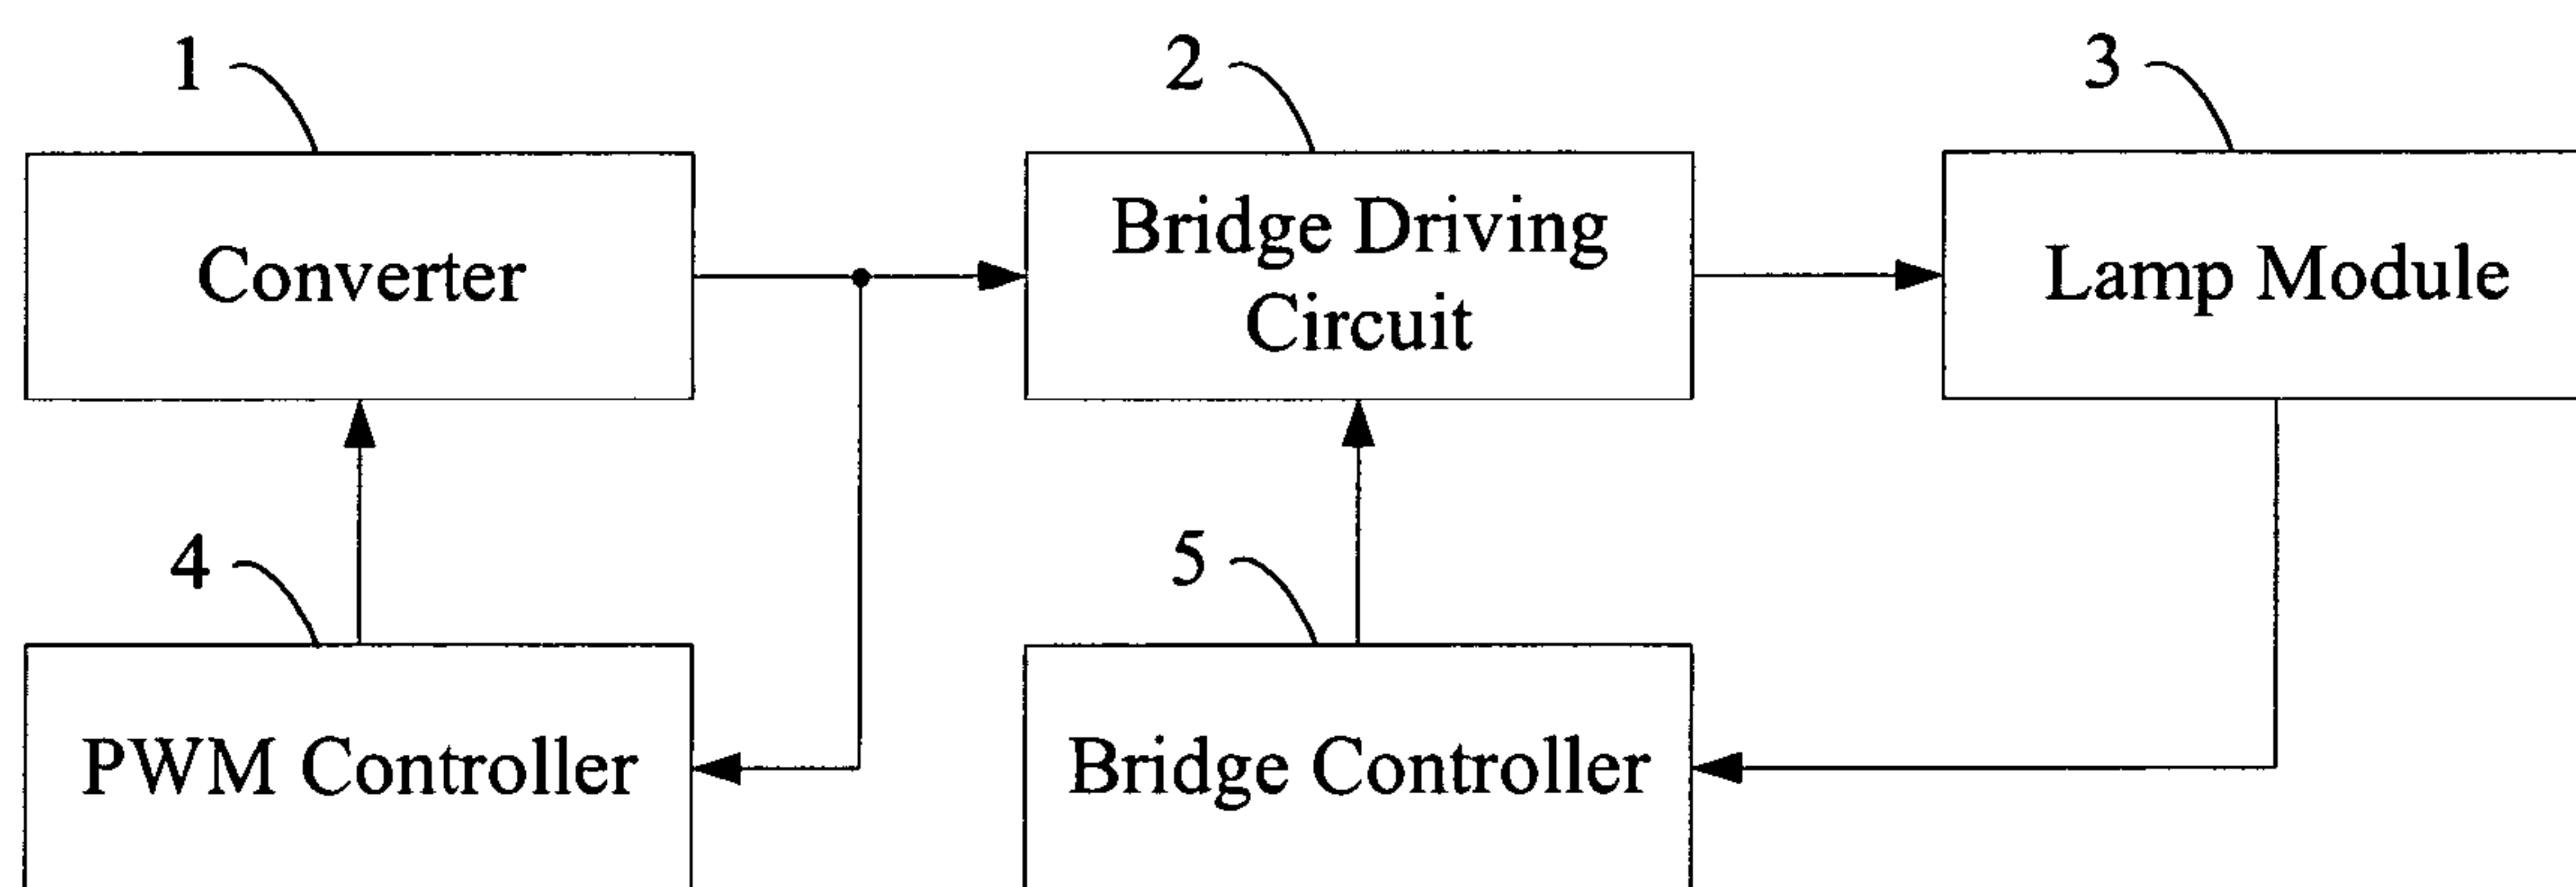 1
2
3
Converter
Bridge Driving
Circuit
Lamp Module
4
5
PWM Controller
Bridge Controller